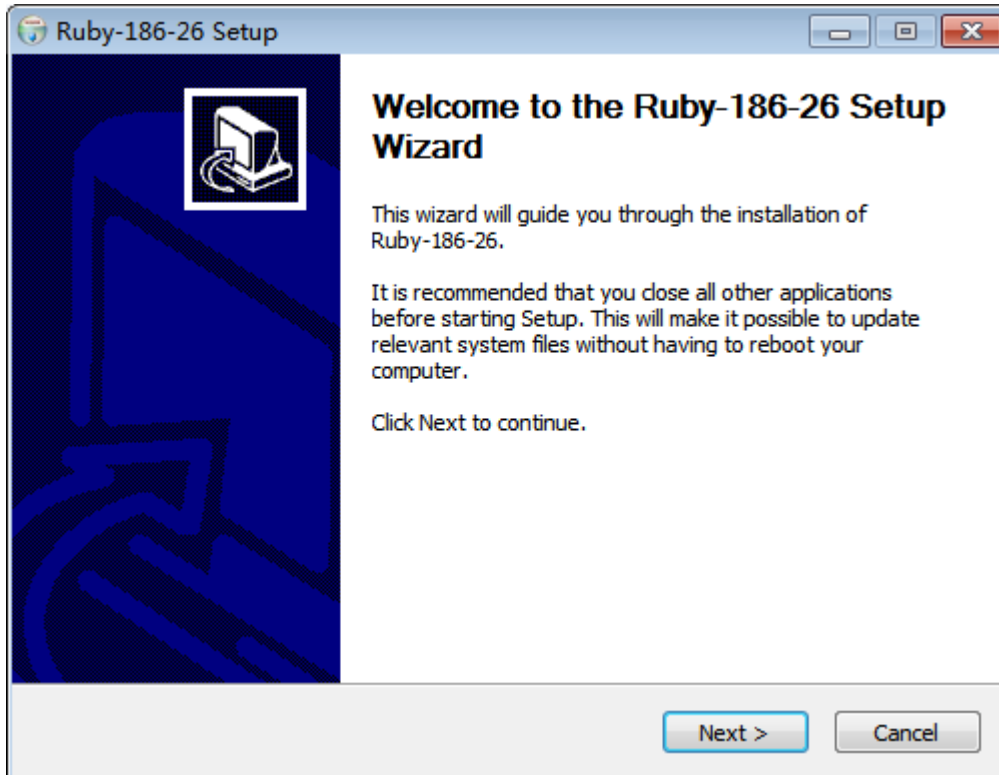 Ruby-186-26 Setup
Welcome to the Ruby-186-26 Setup
Wizard
This wizard will guide you through the installation of
Ruby-186-26.
It is recommended that you close all other applications
before starting Setup. This will make it possible to update
relevant system files without having to reboot your
computer.
Click Next to continue.
Next >
Cancel